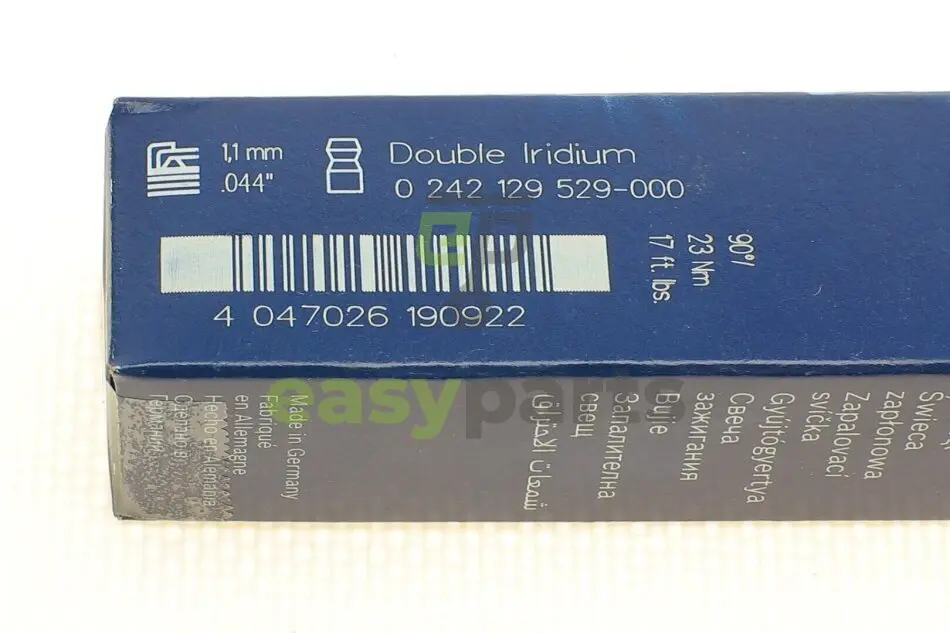 1,1 mm
.044"
Double Iridium
0 242 129 529-000
4 047026 190922
90°/
23 Nm
17 ft. lbs.
easyparts
Made in Germany
Fabriqué
en Allemagne
Hecho en Alemania
شمعات الاحتراق
Запалителна
свещ
Bujie
Свеча
зажигания
Gyújtógyertya
Zapalovací
svíčka
Świeca
zapłonowa